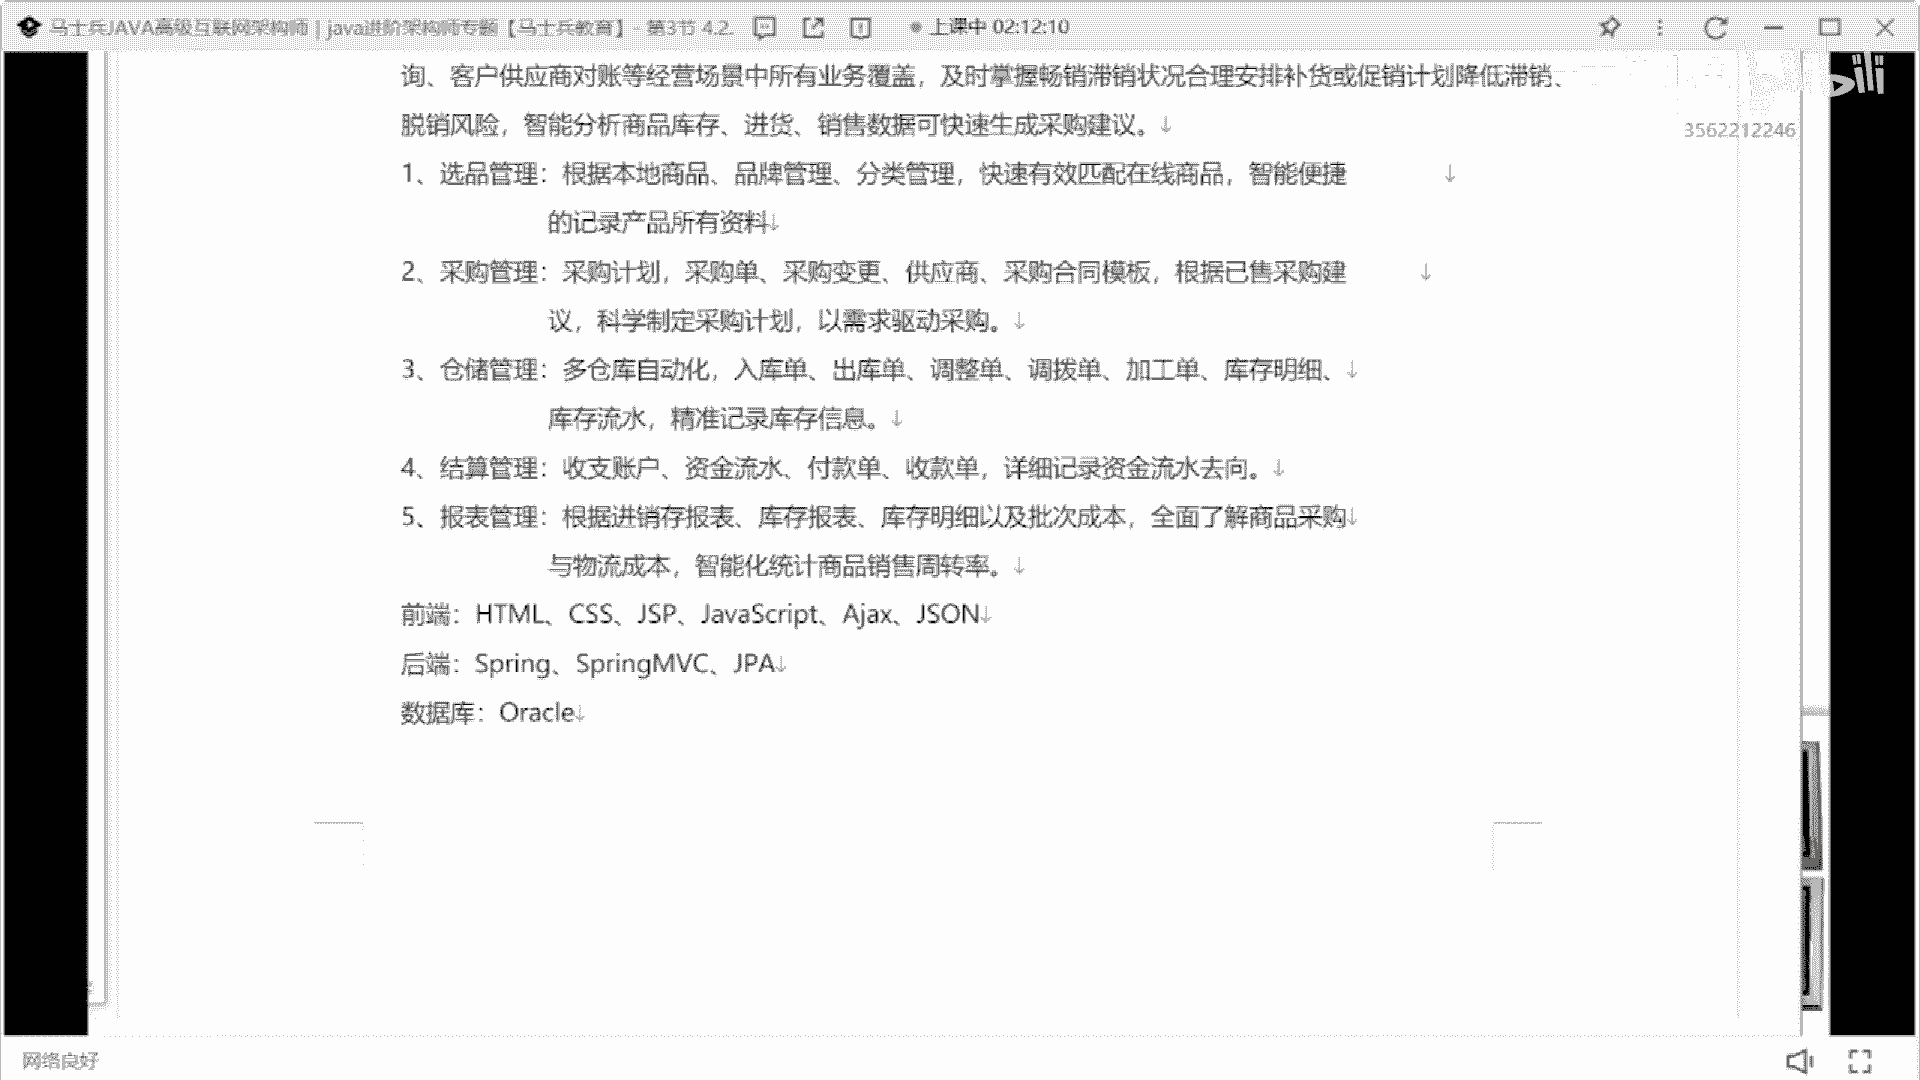 马士兵JAVA高级互联网架构师 | java进阶架构师专题【马士兵教育】 - 第3节 4.2.
上课中 02:12:10
询、客户供应商对账等经营场景中所有业务覆盖，及时掌握畅销滞销状况合理安排补货或促销计划降低滞销、
脱销风险，智能分析商品库存、进货、销售数据可快速生成采购建议。↓
3562212246
1、选品管理：根据本地商品、品牌管理、分类管理，快速有效匹配在线商品，智能便捷 ↓
的记录产品所有资料↓
2、采购管理：采购计划，采购单、采购变更、供应商、采购合同模板，根据已售采购建 ↓
议，科学制定采购计划，以需求驱动采购。↓
3、仓储管理：多仓库自动化，入库单、出库单、调整单、调拨单、加工单、库存明细、↓
库存流水，精准记录库存信息。↓
4、结算管理：收支账户、资金流水、付款单、收款单，详细记录资金流水去向。↓
5、报表管理：根据进销存报表、库存报表、库存明细以及批次成本，全面了解商品采购↓
与物流成本，智能化统计商品销售周转率。↓
前端：HTML、CSS、JSP、JavaScript、Ajax、JSON↓
后端：Spring、SpringMVC、JPA↓
数据库：Oracle↓
网络良好